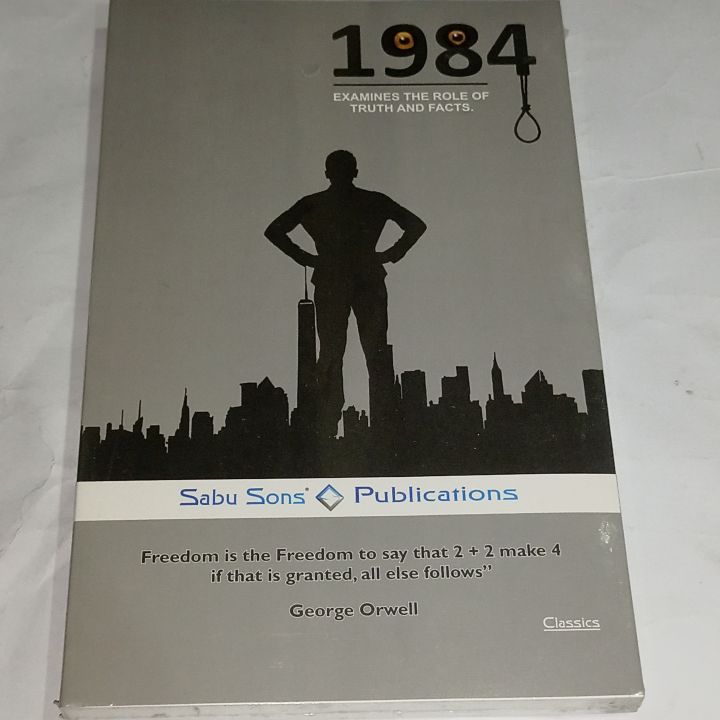 1984
EXAMINES THE ROLE OF
TRUTH AND FACTS.
Sabu Sons Publications
Freedom is the Freedom to say that 2 + 2 make 4
if that is granted, all else follows”
George Orwell
Classics